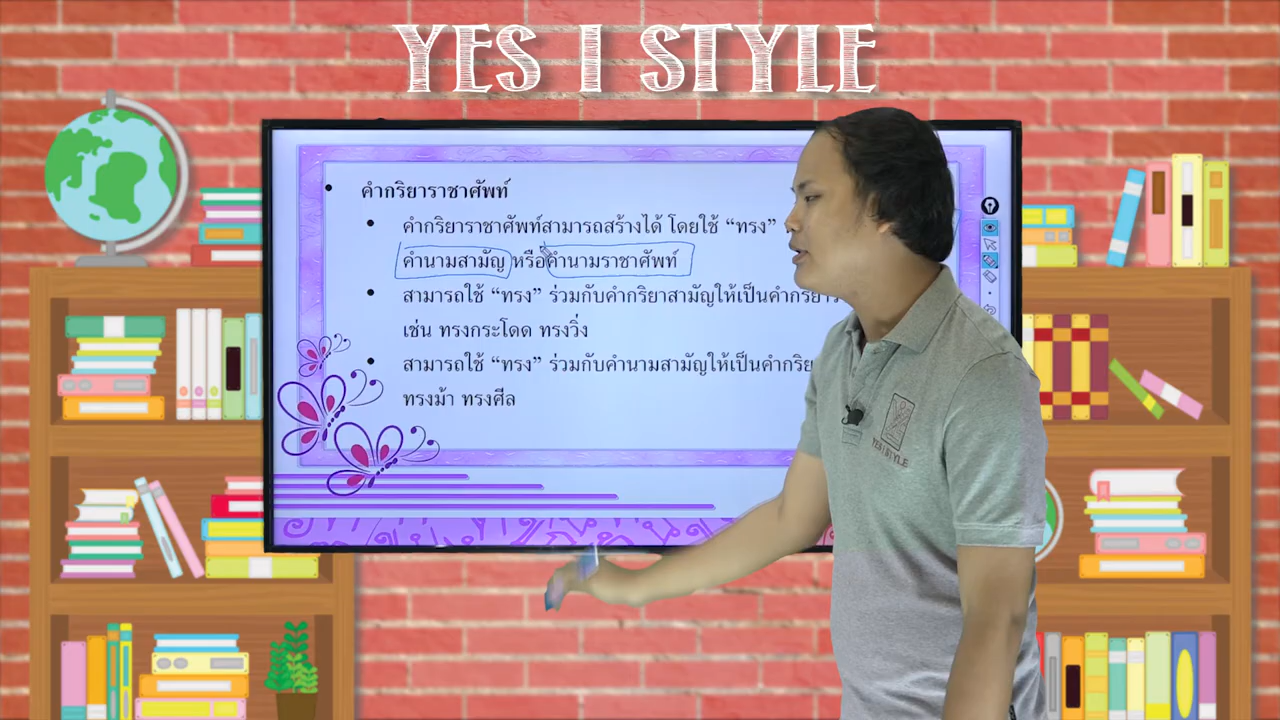 YES I STYLE
คำกริยาราชาศัพท์
คำกริยาราชาศัพท์สามารถสร้างได้ โดยใช้ “ทรง”
คำนามสามัญ หรือคำนามราชาศัพท์
สามารถใช้ “ทรง” ร่วมกับคำกริยาสามัญให้เป็นคำกริยา
เช่น ทรงกระโดด ทรงวิ่ง
สามารถใช้ “ทรง” ร่วมกับคำนามสามัญให้เป็นคำกริย
ทรงม้า ทรงศีล
YES I STYLE